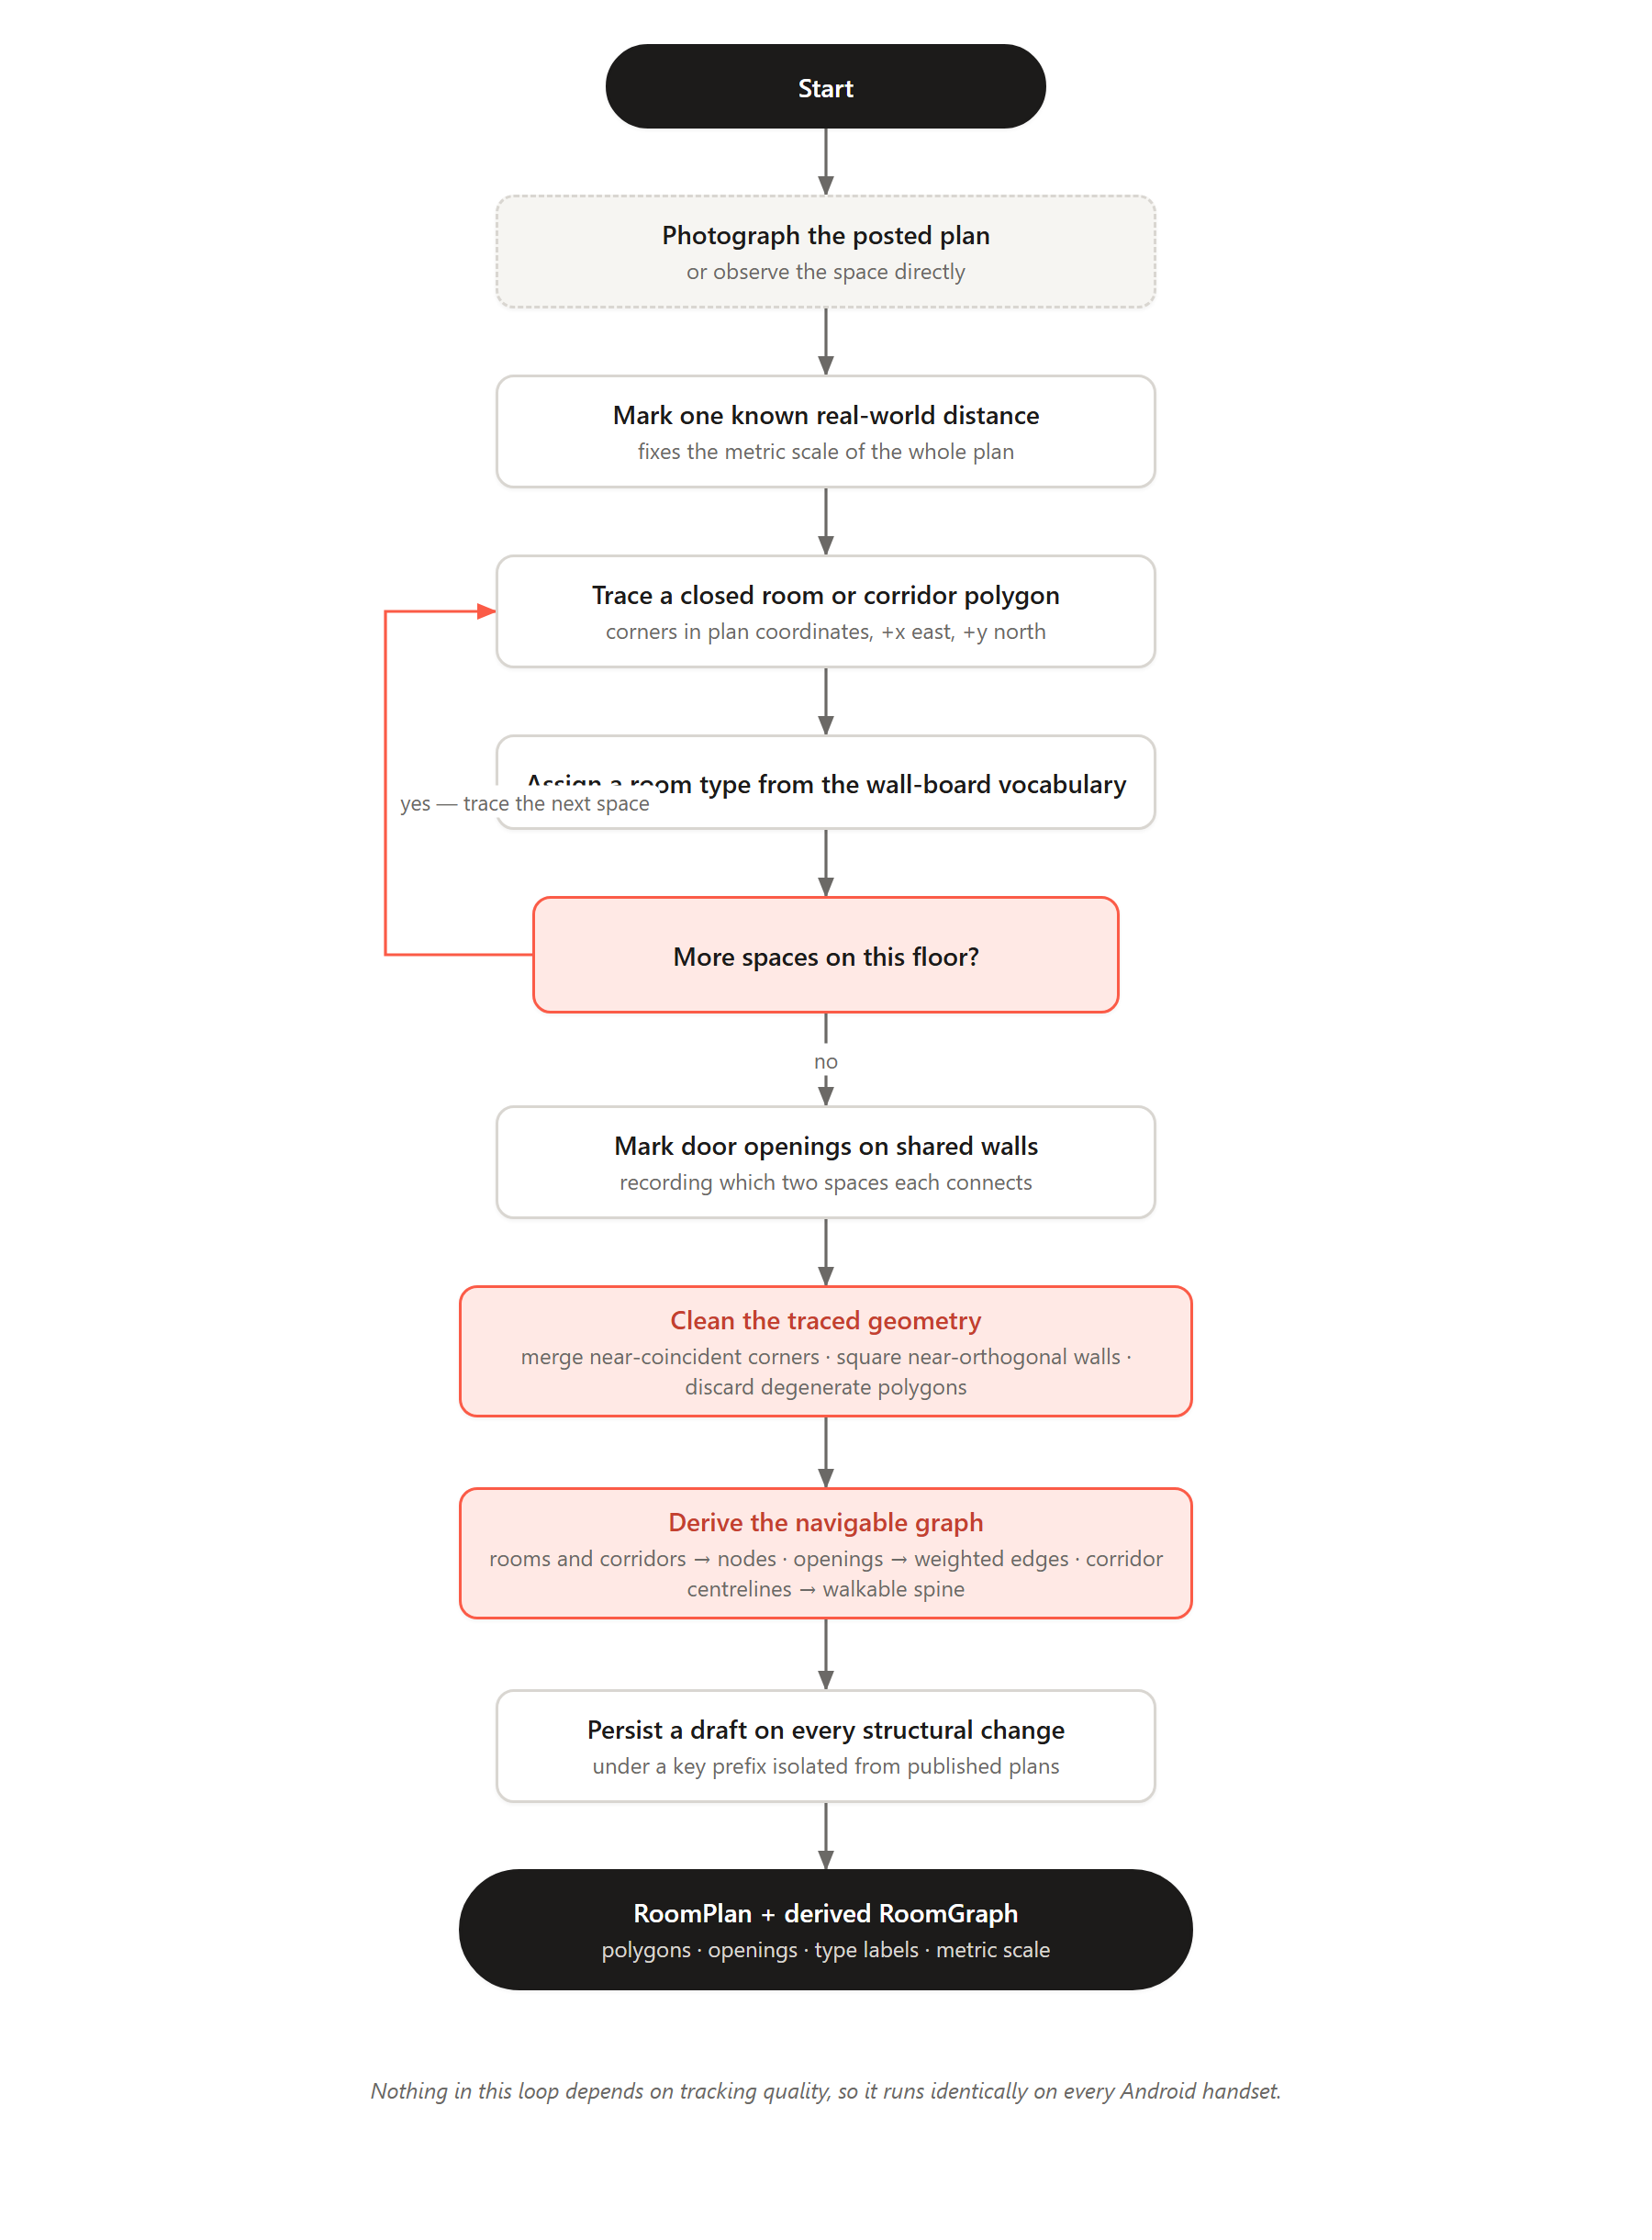 Start
Photograph the posted plan
or observe the space directly
Mark one known real-world distance
fixes the metric scale of the whole plan
Trace a closed room or corridor polygon
corners in plan coordinates, +x east, +y north
Assign a room type from the wall-board vocabulary
yes — trace the next space
More spaces on this floor?
no
Mark door openings on shared walls
recording which two spaces each connects
Clean the traced geometry
merge near-coincident corners · square near-orthogonal walls ·
discard degenerate polygons
Derive the navigable graph
rooms and corridors → nodes · openings → weighted edges · corridor
centrelines → walkable spine
Persist a draft on every structural change
under a key prefix isolated from published plans
RoomPlan + derived RoomGraph
polygons · openings · type labels · metric scale
Nothing in this loop depends on tracking quality, so it runs identically on every Android handset.